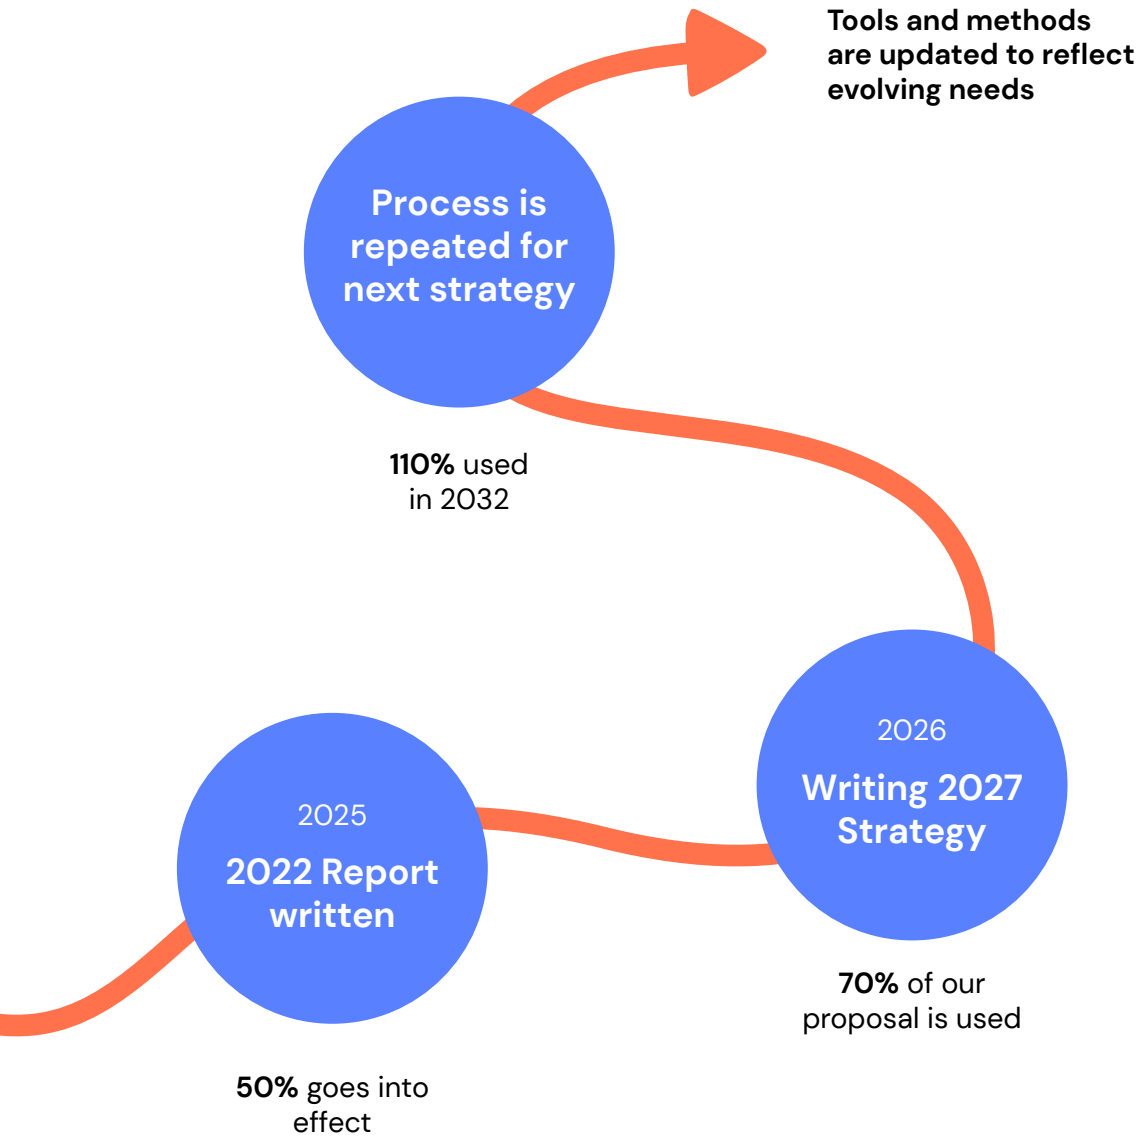 Tools and methods
are updated to reflect
evolving needs
Process is
repeated for
next strategy
110% used
in 2032
2026
Writing 2027
Strategy
70% of our
proposal is used
2025
2022 Report
written
50% goes into
effect